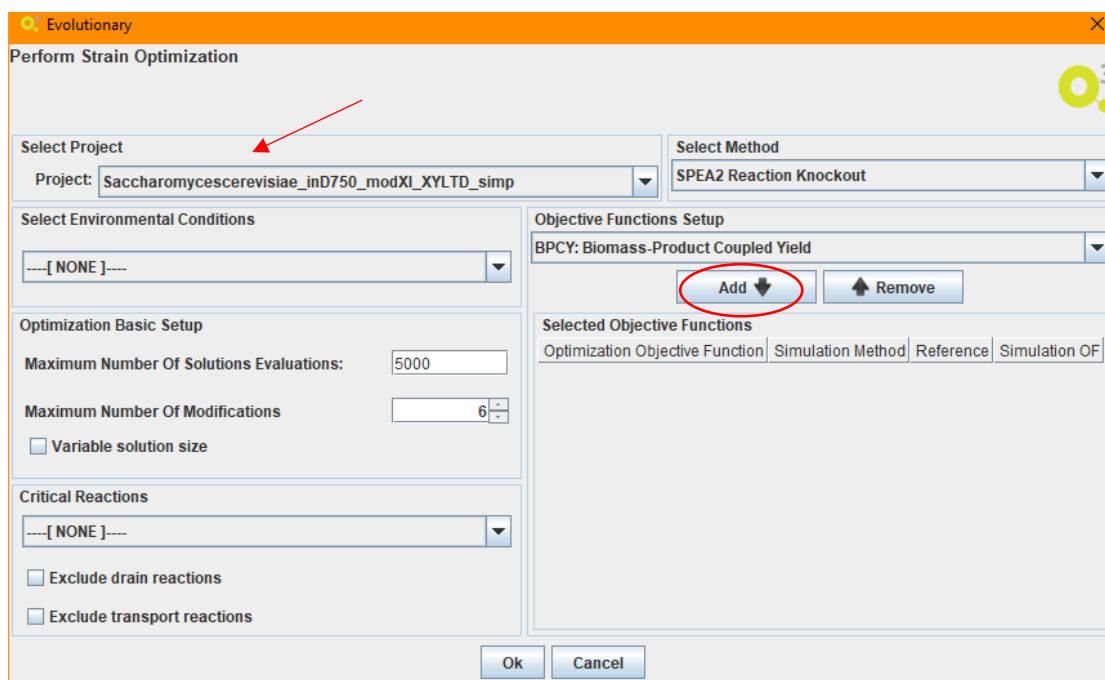 Evolutionary
Perform Strain Optimization
Select Project
Project: Saccharomycescerevisiae_inD750_modXI_XYLTD_simp
Select Method
SPEA2 Reaction Knockout
Select Environmental Conditions
----[ NONE ]----
Objective Functions Setup
BPCY: Biomass-Product Coupled Yield
Add
Remove
Optimization Basic Setup
Maximum Number Of Solutions Evaluations: 5000
Maximum Number Of Modifications 6
Variable solution size
Selected Objective Functions
Optimization Objective Function Simulation Method Reference Simulation OF
Critical Reactions
----[ NONE ]----
Exclude drain reactions
Exclude transport reactions
Ok Cancel